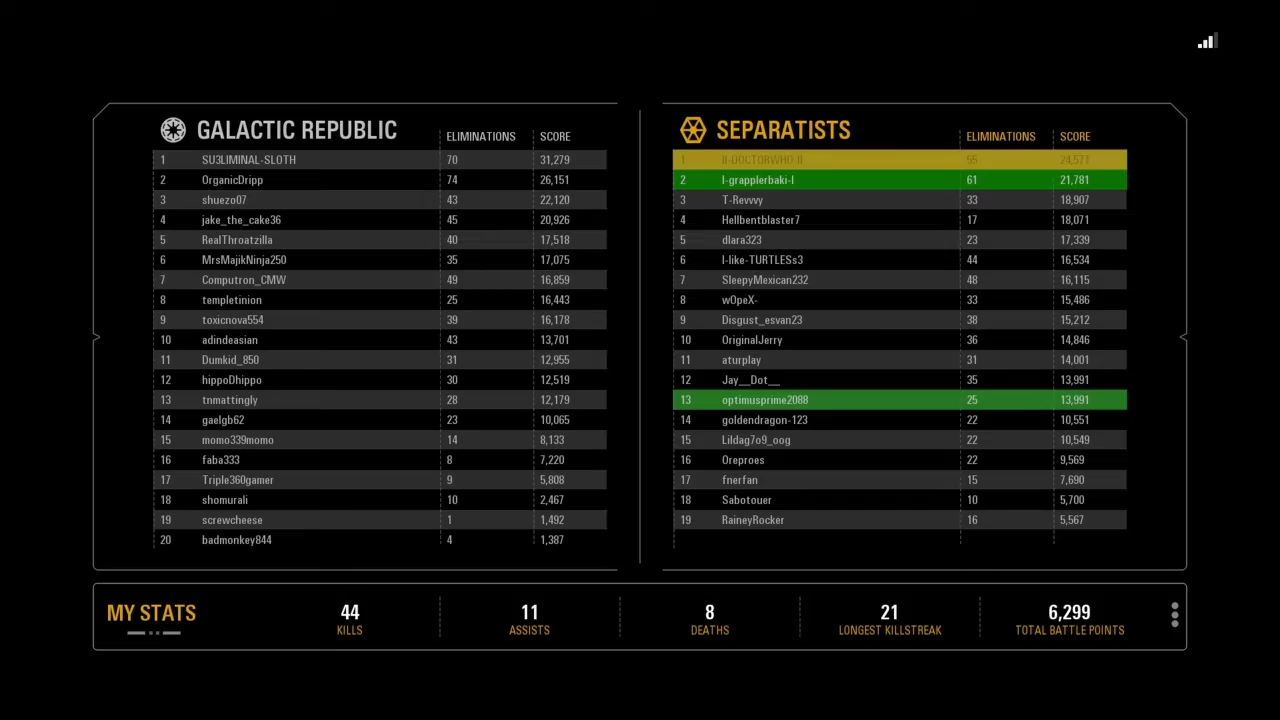 GALACTIC REPUBLIC ELIMINATIONS SCORE
1 SU3LIMINAL-SLOTH 70 31,279
2 OrganicDripp 74 26,151
3 shuezo07 43 22,120
4 jake_the_cake36 45 20,926
5 RealThroatzilla 40 17,518
6 MrsMajikNinja250 35 17,075
7 Computron_CMW 49 16,859
8 templetinion 25 16,443
9 toxicnova554 39 16,178
10 adindeasian 43 13,701
11 Dumkid_850 31 12,955
12 hippoDhippo 30 12,519
13 tnmattingly 28 12,179
14 gaelgb62 23 10,065
15 momo339momo 14 8,133
16 faba333 8 7,220
17 Triple360gamer 9 5,808
18 shomurali 10 2,467
19 screwcheese 1 1,492
20 badmonkey844 4 1,387
SEPARATISTS ELIMINATIONS SCORE
1 II-DOCTORWHO-II 55 24,571
2 I-grapplerbaki-I 61 21,781
3 T-Revvvy 33 18,907
4 Hellbentblaster7 17 18,071
5 dlara323 23 17,339
6 I-like-TURTLESs3 44 16,534
7 SleepyMexican232 48 16,115
8 wOpeX- 33 15,486
9 Disgust_esvan23 38 15,212
10 OriginalJerry 36 14,846
11 aturplay 31 14,001
12 Jay__Dot__ 35 13,991
13 optimusprime2088 25 13,991
14 goldendragon-123 22 10,551
15 Lildag7o9_oog 22 10,549
16 Oreproes 22 9,569
17 fnerfan 15 7,690
18 Sabotouer 10 5,700
19 RaineyRocker 16 5,567
MY STATS
44 11 8 21 6,299
KILLS ASSISTS DEATHS LONGEST KILLSTREAK TOTAL BATTLE POINTS